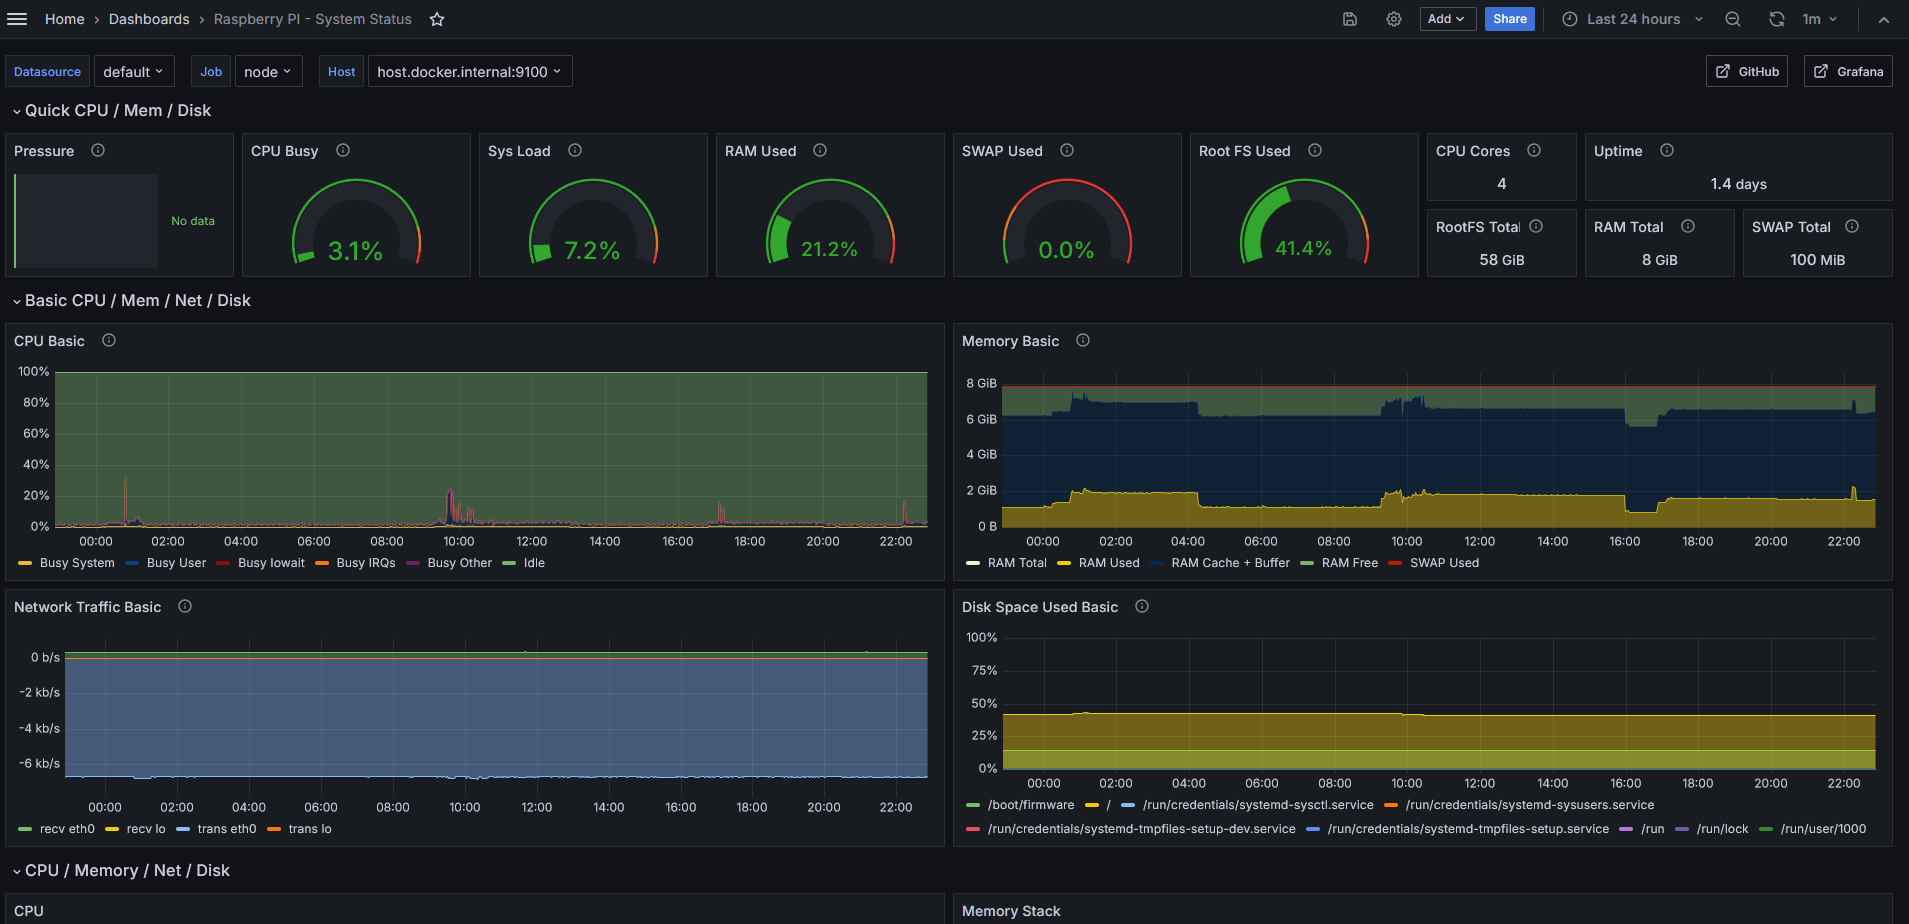 Home › Dashboards › Raspberry PI - System Status
Add
Share
Last 24 hours
1m
Datasource default Job node Host host.docker.internal:9100
GitHub
Grafana
Quick CPU / Mem / Disk
Pressure
No data
CPU Busy
3.1%
Sys Load
7.2%
RAM Used
21.2%
SWAP Used
0.0%
Root FS Used
41.4%
CPU Cores
4
Uptime
1.4 days
RootFS Total
58 GiB
RAM Total
8 GiB
SWAP Total
100 MiB
Basic CPU / Mem / Net / Disk
CPU Basic
100%
80%
60%
40%
20%
0%
00:00 02:00 04:00 06:00 08:00 10:00 12:00 14:00 16:00 18:00 20:00 22:00
Busy System Busy User Busy Iowait Busy IRQs Busy Other Idle
Memory Basic
8 GiB
6 GiB
4 GiB
2 GiB
0 B
00:00 02:00 04:00 06:00 08:00 10:00 12:00 14:00 16:00 18:00 20:00 22:00
RAM Total RAM Used RAM Cache + Buffer RAM Free SWAP Used
Network Traffic Basic
0 b/s
-2 kb/s
-4 kb/s
-6 kb/s
00:00 02:00 04:00 06:00 08:00 10:00 12:00 14:00 16:00 18:00 20:00 22:00
recv eth0 recv lo trans eth0 trans lo
Disk Space Used Basic
100%
75%
50%
25%
0%
00:00 02:00 04:00 06:00 08:00 10:00 12:00 14:00 16:00 18:00 20:00 22:00
/boot/firmware / /run/credentials/systemd-sysctl.service /run/credentials/systemd-sysusers.service
/run/credentials/systemd-tmpfiles-setup-dev.service /run/credentials/systemd-tmpfiles-setup.service /run /run/lock /run/user/1000
CPU / Memory / Net / Disk
CPU
Memory Stack